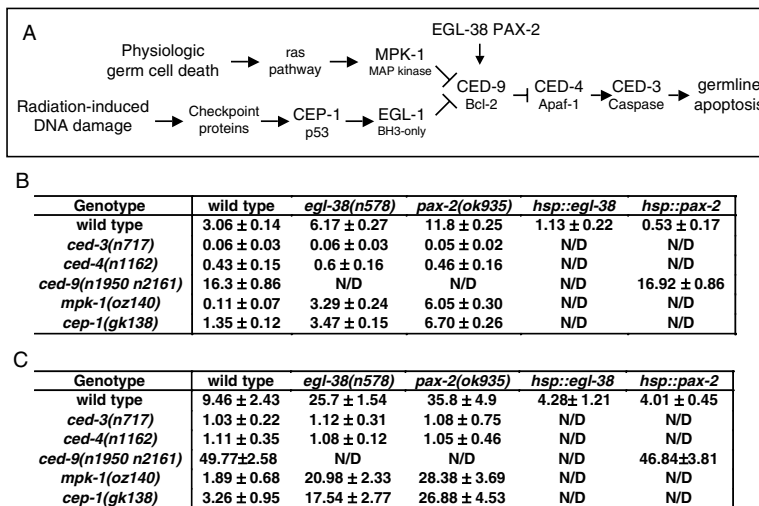 A
EGL-38 PAX-2
Physiologic germ cell death
ras pathway
MPK-1
MAP kinase
CED-9
Bcl-2
CED-4
Apaf-1
CED-3
Caspase
germline apoptosis
Radiation-induced DNA damage
Checkpoint proteins
CEP-1
p53
EGL-1
BH3-only
B
Genotype wild type egl-38(n578) pax-2(ok935) hsp::egl-38 hsp::pax-2
wild type 3.06 ± 0.14 6.17 ± 0.27 11.8 ± 0.25 1.13 ± 0.22 0.53 ± 0.17
ced-3(n717) 0.06 ± 0.03 0.06 ± 0.03 0.05 ± 0.02 N/D N/D
ced-4(n1162) 0.43 ± 0.15 0.6 ± 0.16 0.46 ± 0.16 N/D N/D
ced-9(n1950 n2161) 16.3 ± 0.86 N/D N/D N/D 16.92 ± 0.86
mpk-1(oz140) 0.11 ± 0.07 3.29 ± 0.24 6.05 ± 0.30 N/D N/D
cep-1(gk138) 1.35 ± 0.12 3.47 ± 0.15 6.70 ± 0.26 N/D N/D
C
Genotype wild type egl-38(n578) pax-2(ok935) hsp::egl-38 hsp::pax-2
wild type 9.46 ± 2.43 25.7 ± 1.54 35.8 ± 4.9 4.28± 1.21 4.01 ± 0.45
ced-3(n717) 1.03 ± 0.22 1.12 ± 0.31 1.08 ± 0.75 N/D N/D
ced-4(n1162) 1.11 ± 0.35 1.08 ± 0.12 1.05 ± 0.46 N/D N/D
ced-9(n1950 n2161) 49.77±2.58 N/D N/D N/D 46.84±3.81
mpk-1(oz140) 1.89 ± 0.68 20.98 ± 2.33 28.38 ± 3.69 N/D N/D
cep-1(gk138) 3.26 ± 0.95 17.54 ± 2.77 26.88 ± 4.53 N/D N/D